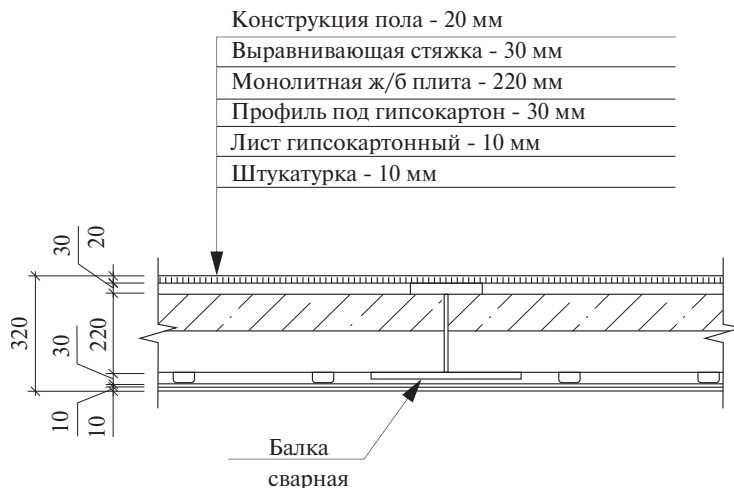 Конструкция пола - 20 мм
Выравнивающая стяжка - 30 мм
Монолитная ж/б плита - 220 мм
Профиль под гипсокартон - 30 мм
Лист гипсокартонный - 10 мм
Штукатурка - 10 мм
30
20
320
30
220
10
10
Балка
сварная